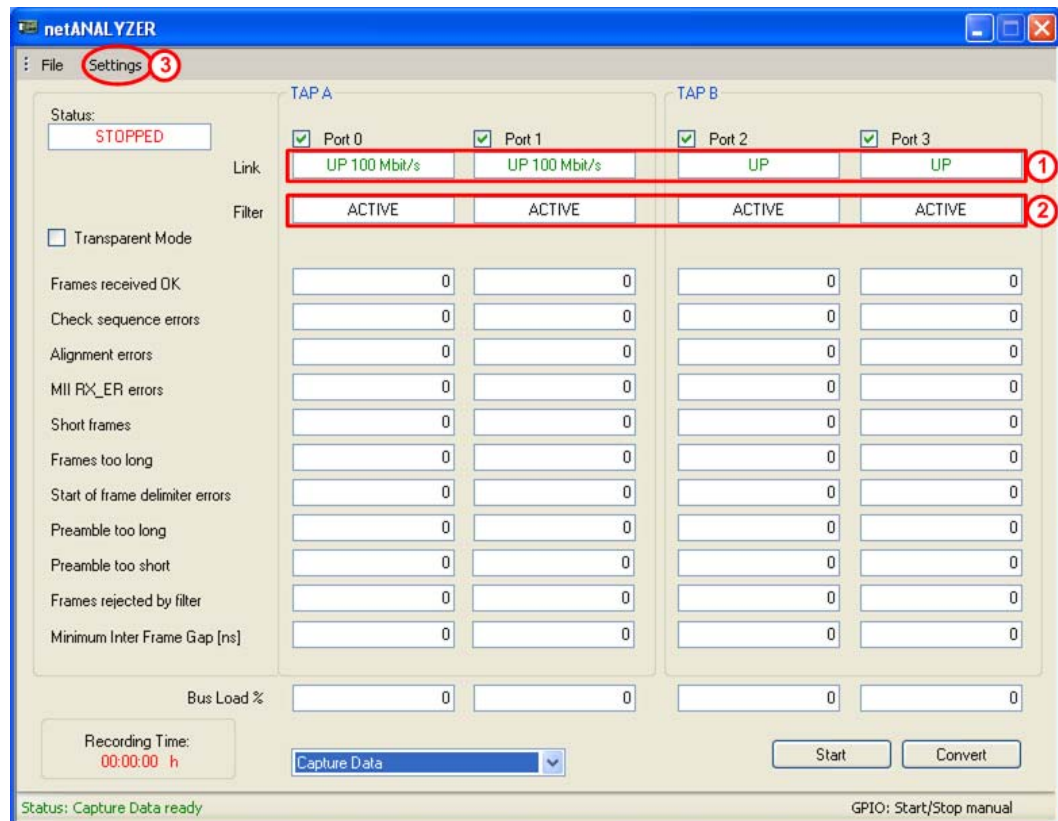 netANALYZER
File Settings 3
TAP A TAP B
Status:
STOPPED
Port 0 Port 1 Port 2 Port 3
Link UP 100 Mbit/s UP 100 Mbit/s UP UP 1
Filter ACTIVE ACTIVE ACTIVE ACTIVE 2
Transparent Mode
Frames received OK 0 0 0 0
Check sequence errors 0 0 0 0
Alignment errors 0 0 0 0
MII RX_ER errors 0 0 0 0
Short frames 0 0 0 0
Frames too long 0 0 0 0
Start of frame delimiter errors 0 0 0 0
Preamble too long 0 0 0 0
Preamble too short 0 0 0 0
Frames rejected by filter 0 0 0 0
Minimum Inter Frame Gap [ns] 0 0 0 0
Bus Load % 0 0 0 0
Recording Time:
00:00:00 h
Capture Data Start Convert
Status: Capture Data ready GPIO: Start/Stop manual